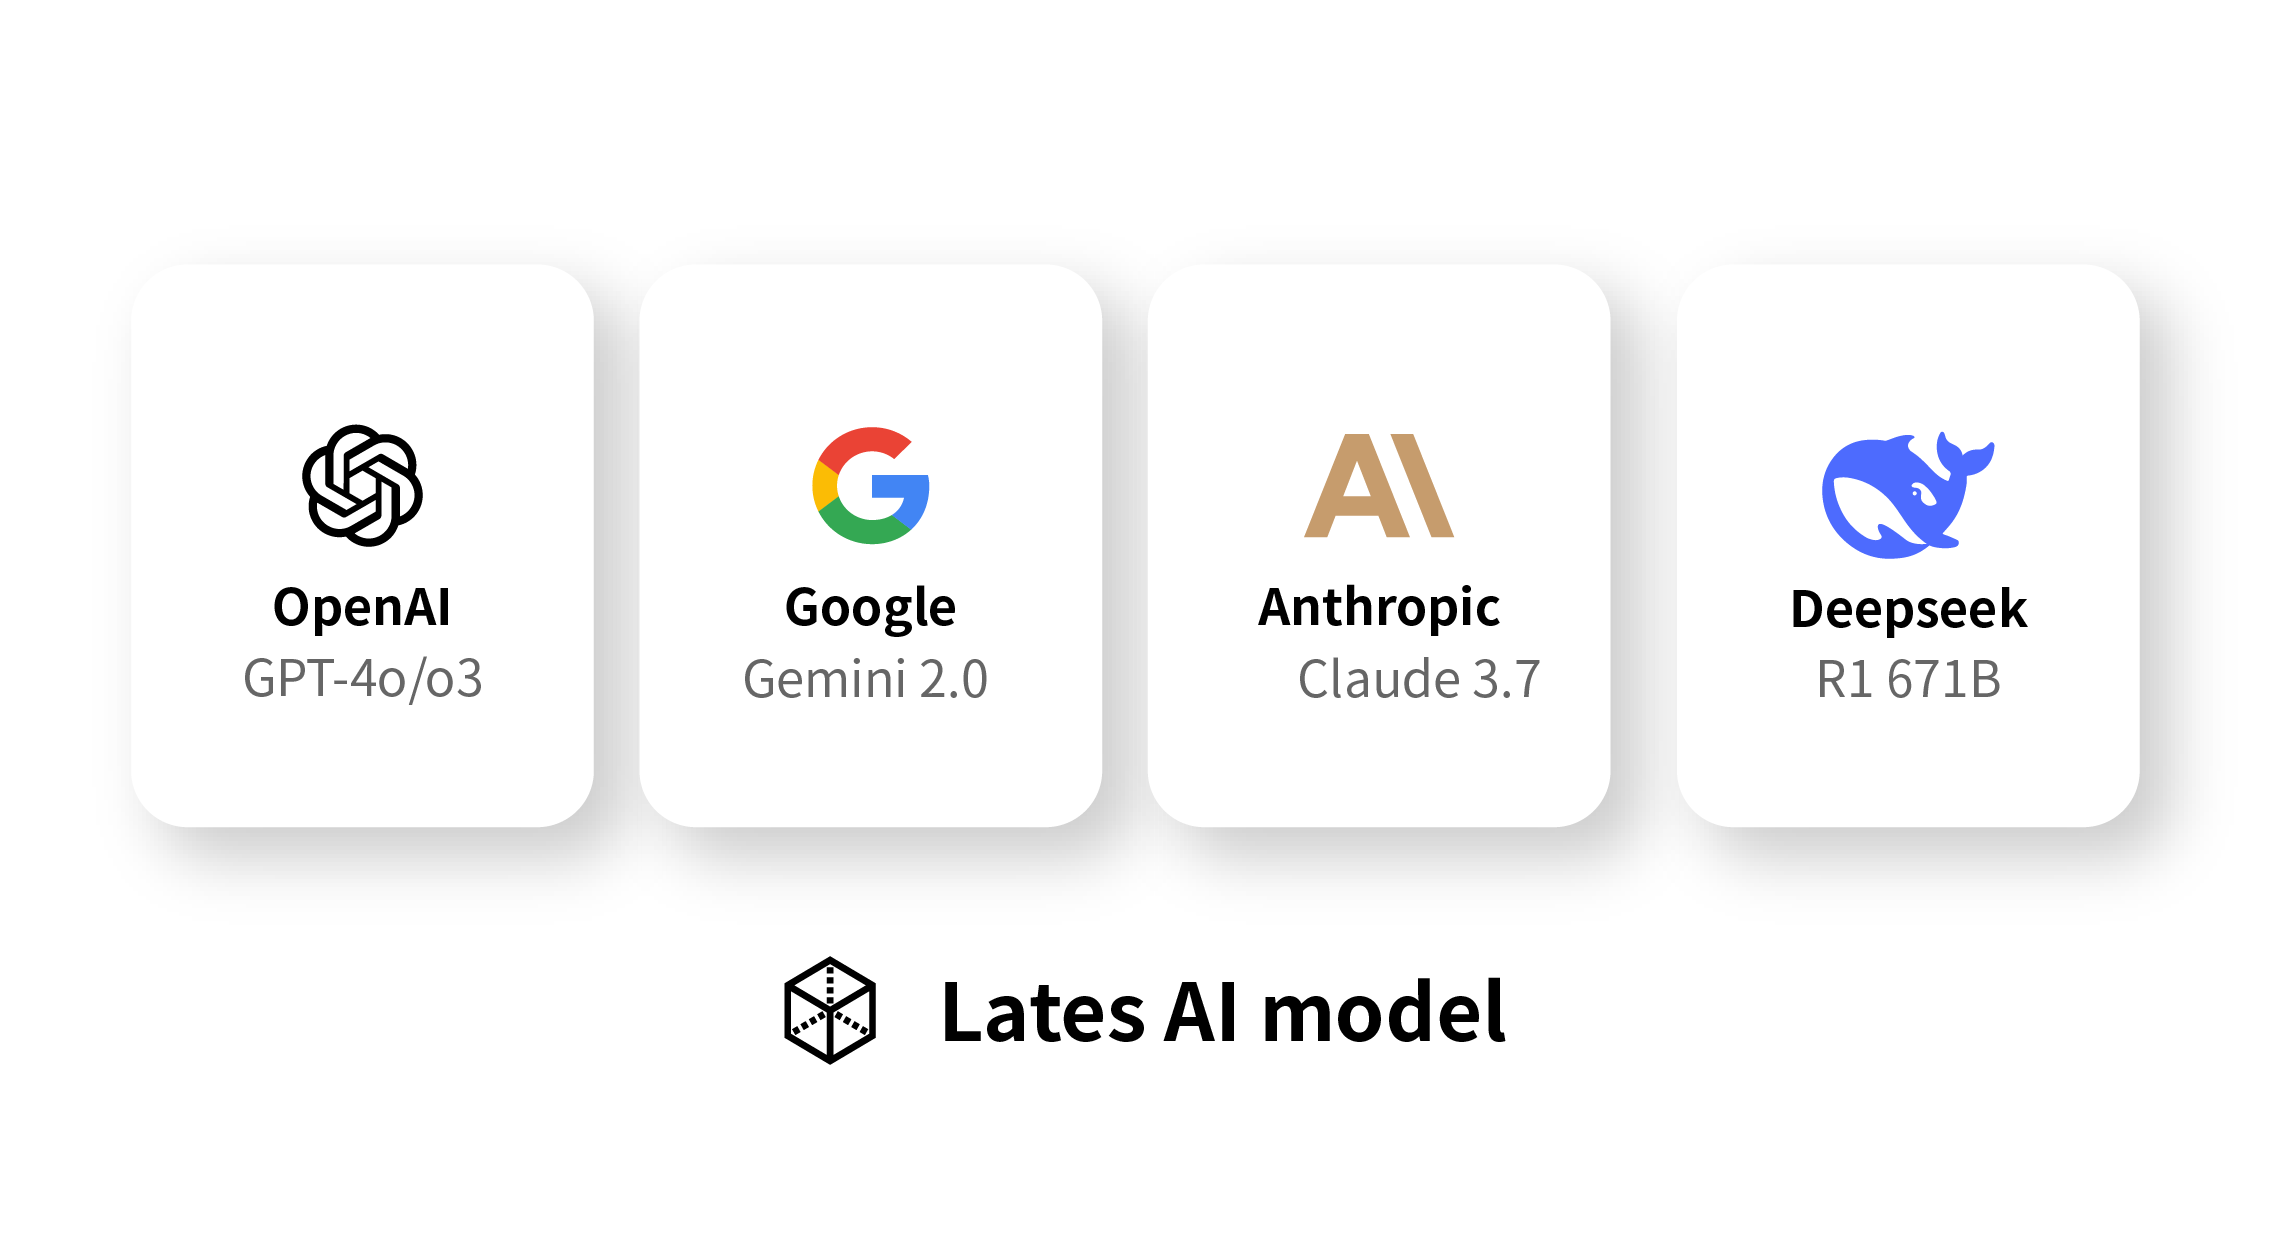 OpenAI
GPT-4o/o3
Google
Gemini 2.0
Anthropic
Claude 3.7
Deepseek
R1 671B
Lates AI model